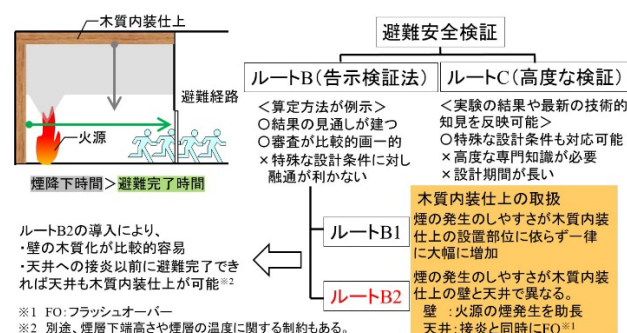 木質内装仕上
避難経路
火源
煙降下時間>避難完了時間
ルートB2の導入により、
・壁の木質化が比較的容易
・天井への接炎以前に避難完了でき
れば天井も木質内装仕上が可能※2
※1 FO:フラッシュオーバー
※2 別途、煙層下端高さや煙層の温度に関する制約もある。
避難安全検証
ルートB(告示検証法)
<算定方法が例示>
○結果の見通しが建つ
○審査が比較的画一的
×特殊な設計条件に対し
融通が利かない
ルートC(高度な検証)
<実験の結果や最新の技術的
知見を反映可能>
○特殊な設計条件も対応可能
×高度な専門知識が必要
×設計期間が長い
ルートB1
ルートB2
木質内装仕上の取扱
煙の発生のしやすさが木質内装
仕上の設置部位に依らず一律
に大幅に増加
煙の発生のしやすさが木質内装
仕上の壁と天井で異なる。
壁 :火源の煙発生を助長
天井:接炎と同時にFO※1